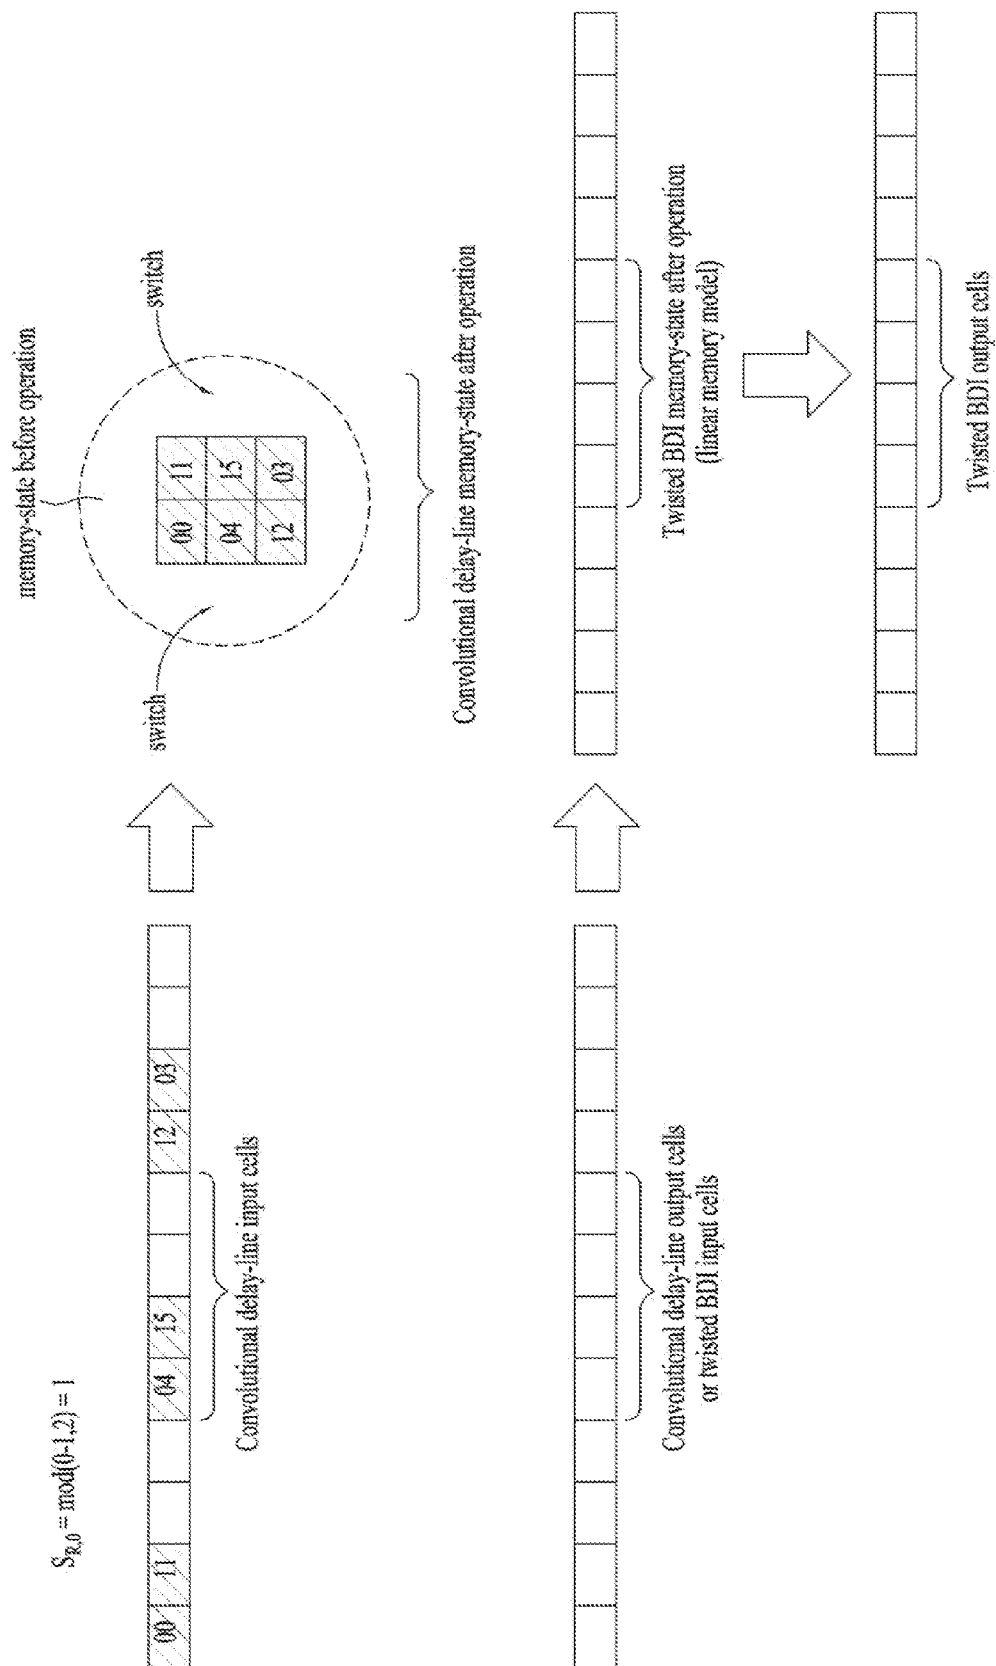 S_R,0 = mod(0-1,2) = 1
00 11 04 15 12 03
Convolutional delay-line input cells
memory-state before operation
switch
switch
00 11
04 15
12 03
Convolutional delay-line memory-state after operation
Convolutional delay-line output cells
or twisted BDI input cells
Twisted BDI memory-state after operation
(linear memory model)
Twisted BDI output cells